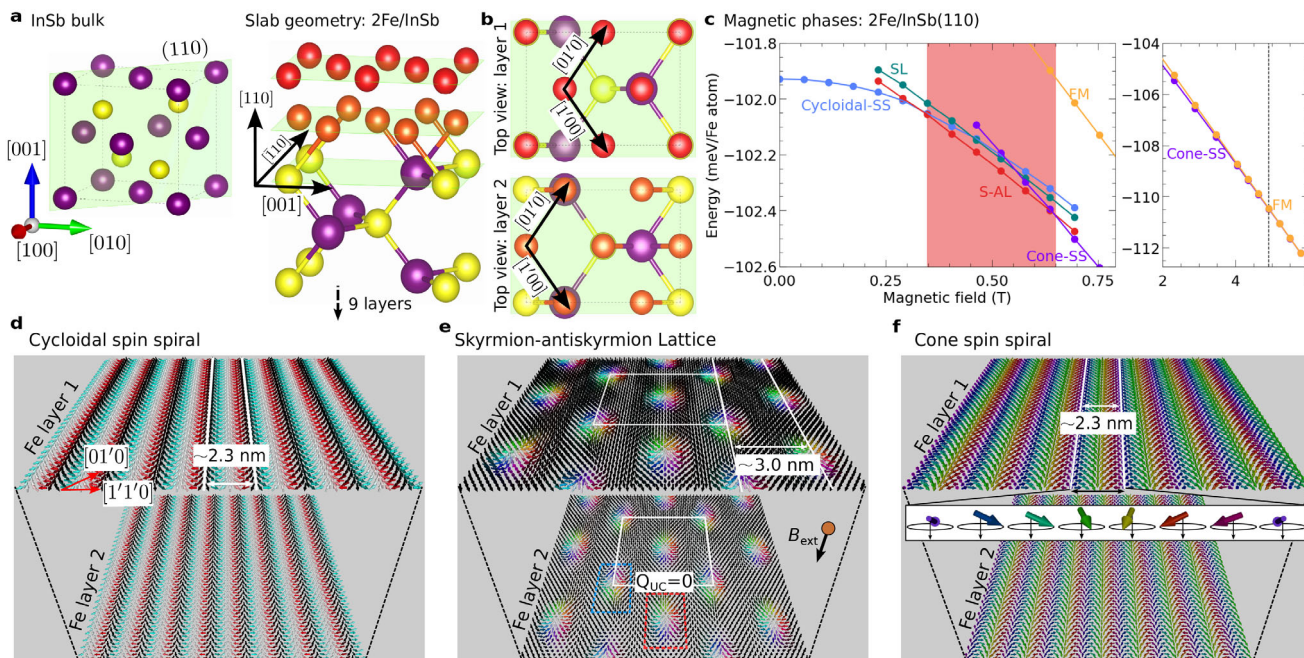 a InSb bulk
Slab geometry: 2Fe/InSb
(110)
[001]
[010]
[100]
[110]
[1̄10]
[001]
9 layers
b
Top view: layer 1
[01′0]
[1′00]
Top view: layer 2
[01′0]
[1′00]
c Magnetic phases: 2Fe/InSb(110)
Energy (meV/Fe atom)
−101.8
−102.0
−102.2
−102.4
−102.6
SL
Cycloidal-SS
S-AL
FM
Cone-SS
0.00 0.25 0.50 0.75
Magnetic field (T)
−104
−106
−108
−110
−112
Cone-SS
FM
2 4
d Cycloidal spin spiral
Fe layer 1
[01′0]
[1′1′0]
~2.3 nm
Fe layer 2
e Skyrmion-antiskyrmion Lattice
Fe layer 1
~3.0 nm
Fe layer 2
B_ext
Q_UC=0
f Cone spin spiral
Fe layer 1
~2.3 nm
Fe layer 2